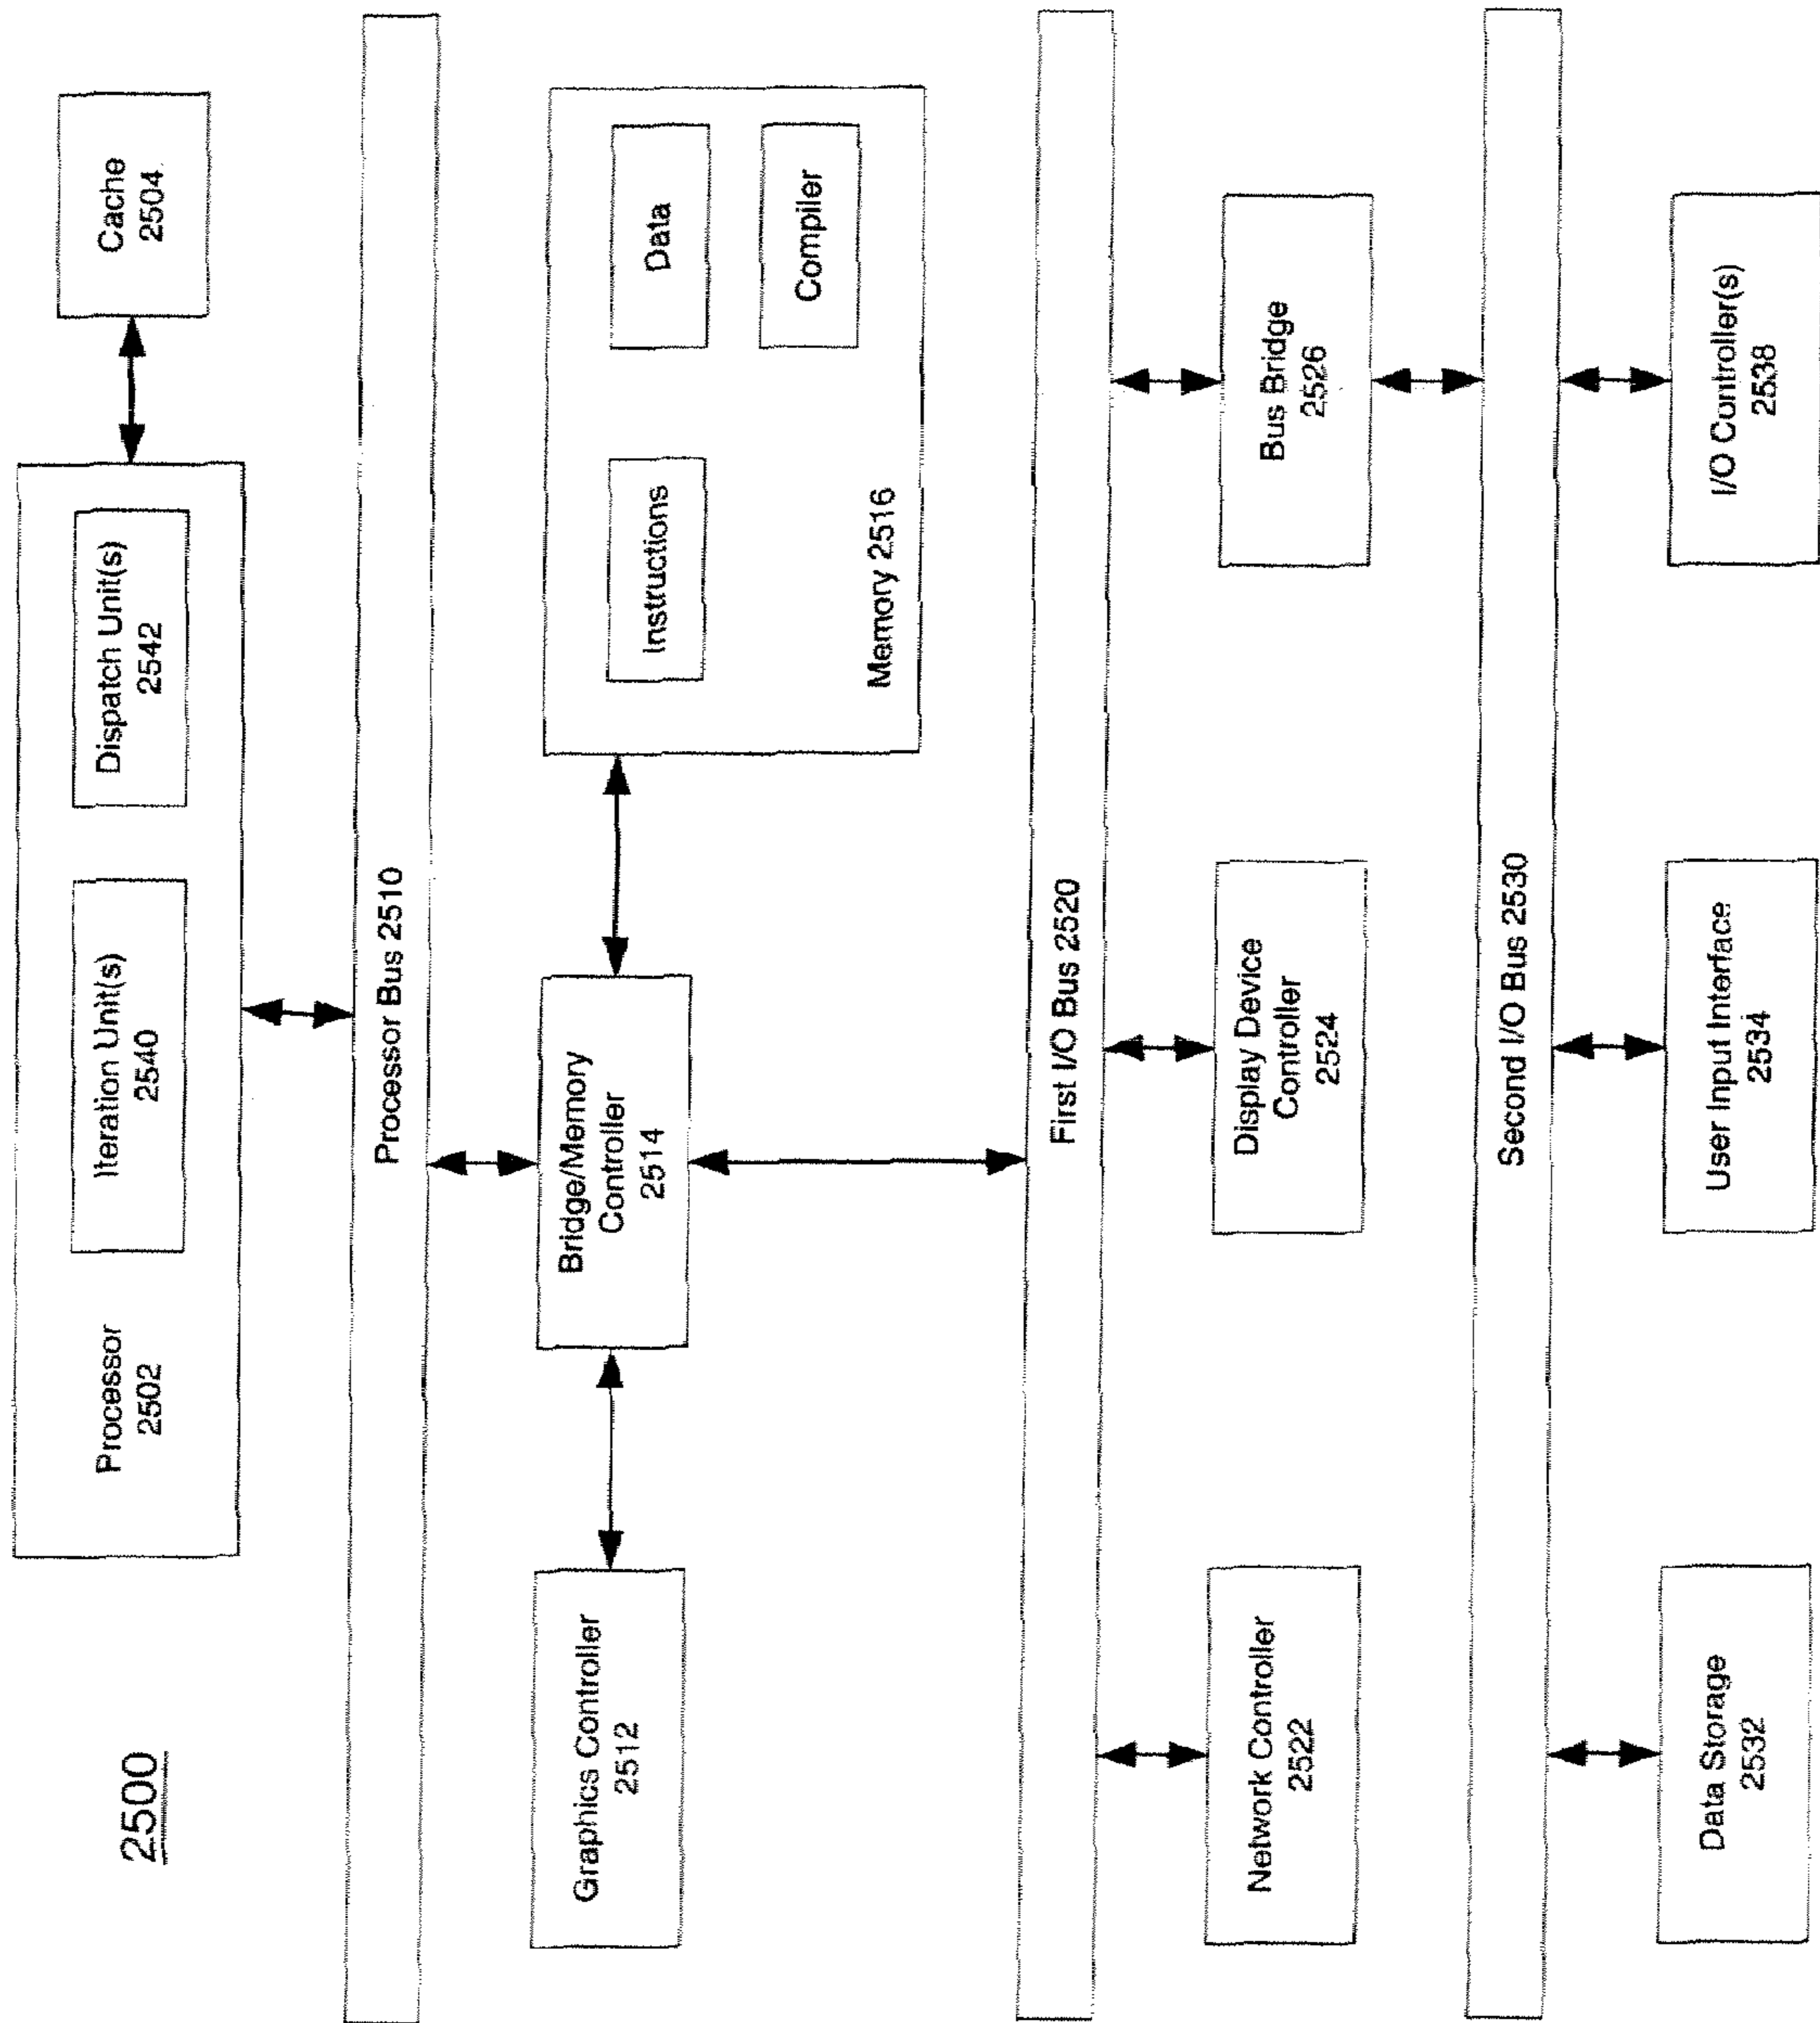 2500
Processor
2502
Iteration Unit(s)
2540
Dispatch Unit(s)
2542
Cache
2504
Processor Bus 2510
Graphics Controller
2512
Bridge/Memory
Controller
2514
Instructions
Data
Compiler
Memory 2516
First I/O Bus 2520
Network Controller
2522
Display Device
Controller
2524
Bus Bridge
2526
Second I/O Bus 2530
Data Storage
2532
User Input Interface
2534
I/O Controller(s)
2538